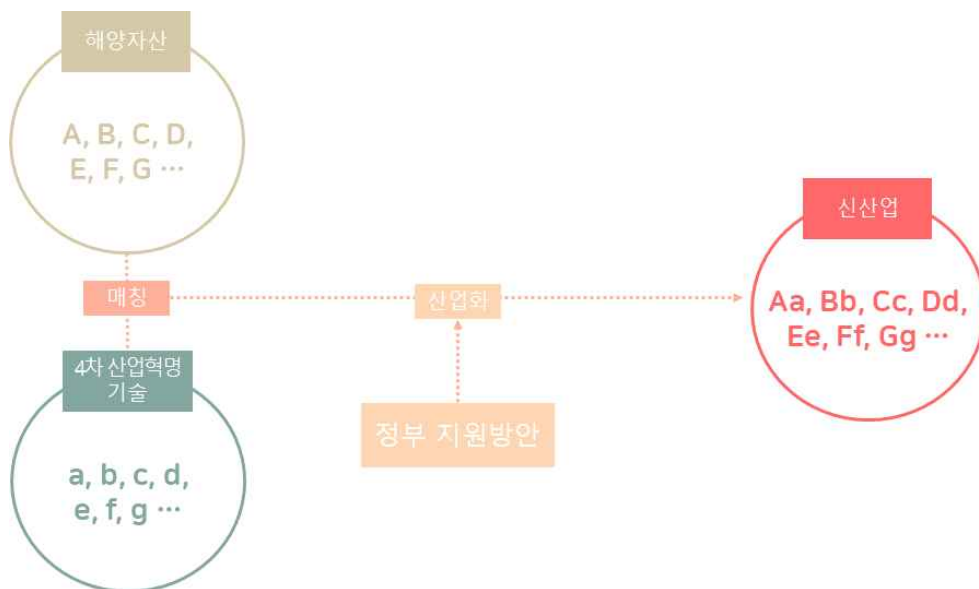 해양자산
A, B, C, D,
E, F, G ···
매칭
4차 산업혁명
기술
a, b, c, d,
e, f, g ···
산업화
정부 지원방안
신산업
Aa, Bb, Cc, Dd,
Ee, Ff, Gg ···